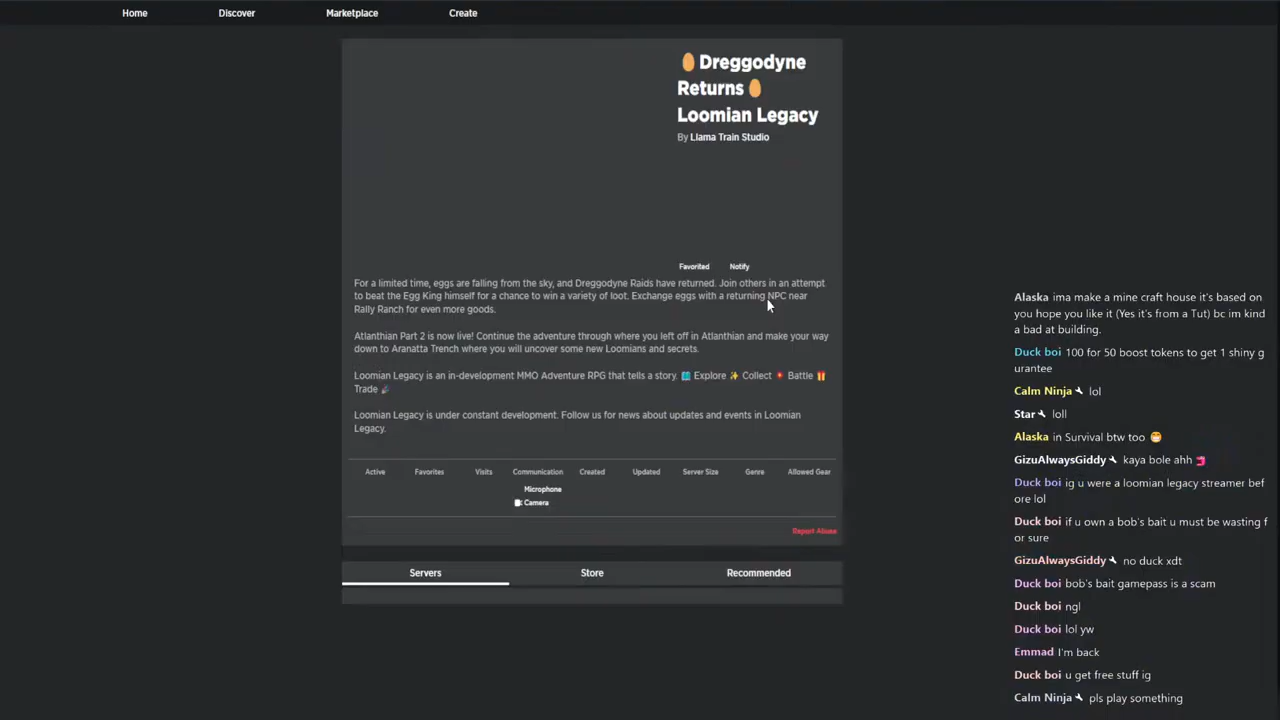 Home Discover Marketplace Create
🥚 Dreggodyne
Returns 🥚
Loomian Legacy
By Llama Train Studio
Favorited Notify
For a limited time, eggs are falling from the sky, and Dreggodyne Raids have returned. Join others in an attempt
to beat the Egg King himself for a chance to win a variety of loot. Exchange eggs with a returning NPC near
Rally Ranch for even more goods.
Atlanthian Part 2 is now live! Continue the adventure through where you left off in Atlanthian and make your way
down to Aranatta Trench where you will uncover some new Loomians and secrets.
Loomian Legacy is an in-development MMO Adventure RPG that tells a story. 🗺️ Explore ✨ Collect 💥 Battle 🎁
Trade 🎉
Loomian Legacy is under constant development. Follow us for news about updates and events in Loomian
Legacy.
Active Favorites Visits Communication Created Updated Server Size Genre Allowed Gear
Microphone
Camera
Report Abuse
Servers Store Recommended
Alaska ima make a mine craft house it's based on
you hope you like it (Yes it's from a Tut) bc im kind
a bad at building.
Duck boi 100 for 50 boost tokens to get 1 shiny g
urantee
Calm Ninja lol
Star loll
Alaska in Survival btw too 😁
GizuAlwaysGiddy kaya bole ahh
Duck boi ig u were a loomian legacy streamer bef
ore lol
Duck boi if u own a bob's bait u must be wasting f
or sure
GizuAlwaysGiddy no duck xdt
Duck boi bob's bait gamepass is a scam
Duck boi ngl
Duck boi lol yw
Emmad I'm back
Duck boi u get free stuff ig
Calm Ninja pls play something